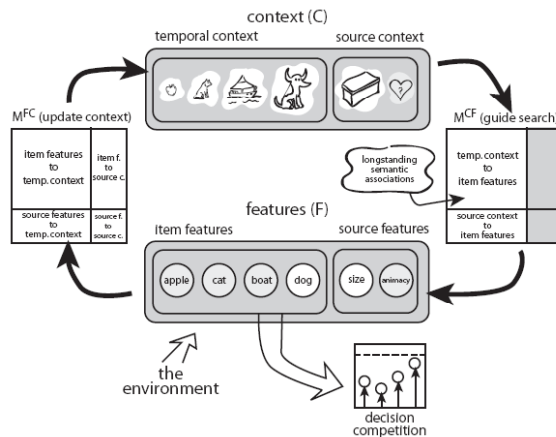 context (C)
temporal context
source context
?
M^FC (update context)
item features
to
temp.context
item f.
to
source c.
source features
to
temp.context
source f.
to
source c.
M^CF (guide search)
longstanding
semantic
associations
temp. context
to
item features
source context
to
item features
features (F)
Item features
source features
apple
cat
boat
dog
size
animacy
the
environment
decision
competition